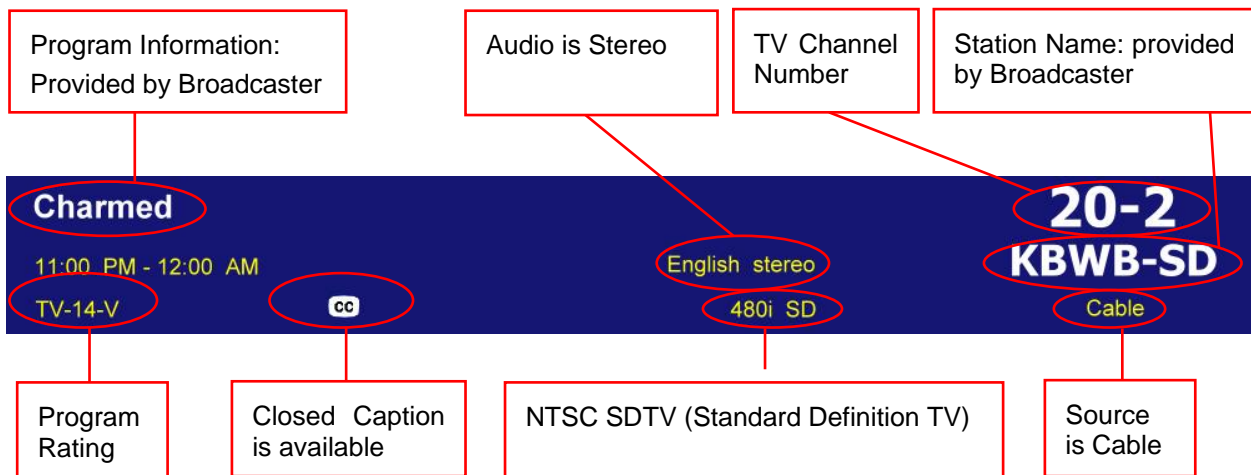 Program Information:
Provided by Broadcaster
Audio is Stereo
TV Channel
Number
Station Name: provided
by Broadcaster
Charmed
20-2
11:00 PM - 12:00 AM
English stereo
KBWB-SD
TV-14-V
CC
480i SD
Cable
Program
Rating
Closed Caption
is available
NTSC SDTV (Standard Definition TV)
Source
is Cable